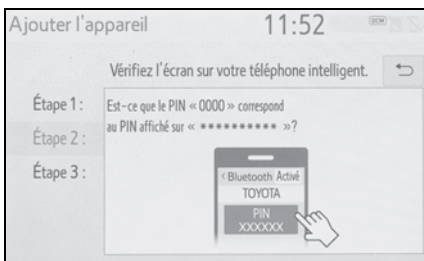 Ajouter l'appareil
11:52
DCM
Vérifiez l'écran sur votre téléphone intelligent.
Étape 1 :
Étape 2 :
Étape 3 :
Est-ce que le PIN « 0000 » correspond
au PIN affiché sur « ********** »?
< Bluetooth Activé
TOYOTA
PIN
XXXXXX